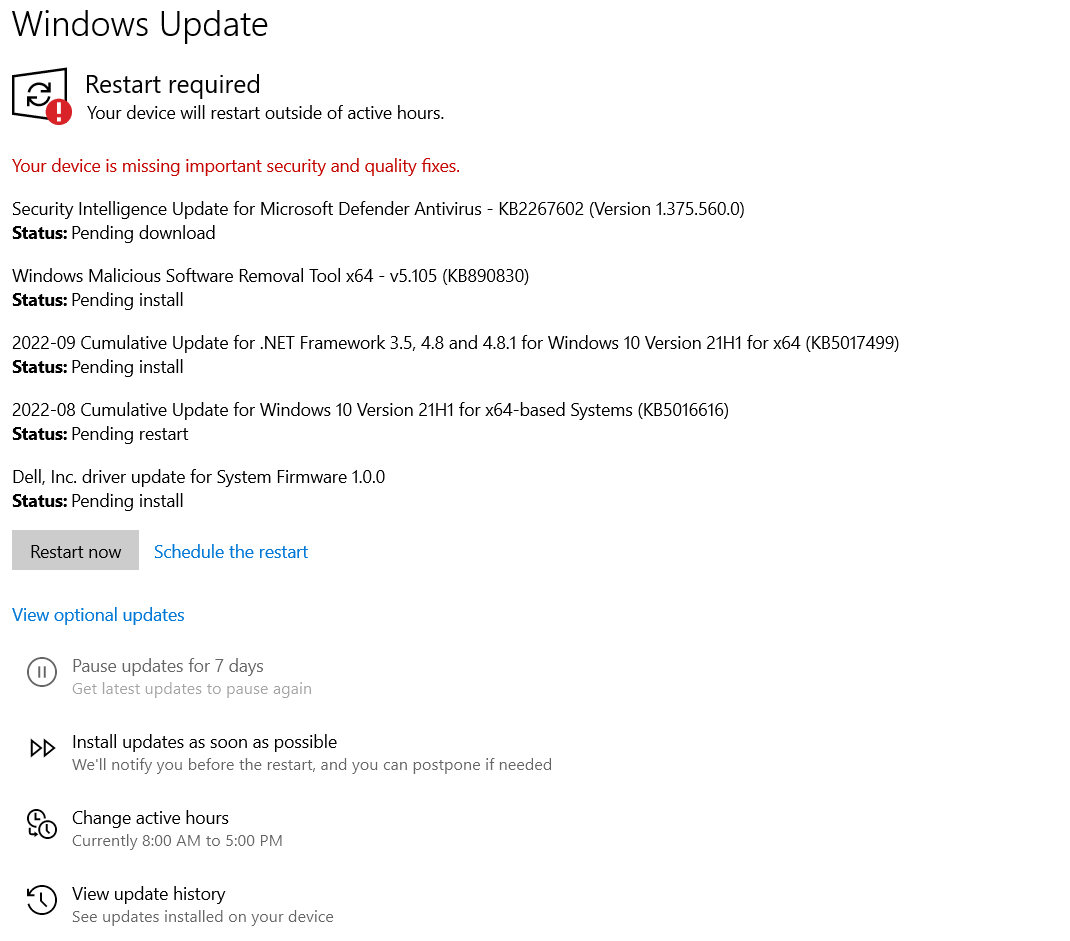 Windows Update
Restart required
Your device will restart outside of active hours.
Your device is missing important security and quality fixes.
Security Intelligence Update for Microsoft Defender Antivirus - KB2267602 (Version 1.375.560.0)
Status: Pending download
Windows Malicious Software Removal Tool x64 - v5.105 (KB890830)
Status: Pending install
2022-09 Cumulative Update for .NET Framework 3.5, 4.8 and 4.8.1 for Windows 10 Version 21H1 for x64 (KB5017499)
Status: Pending install
2022-08 Cumulative Update for Windows 10 Version 21H1 for x64-based Systems (KB5016616)
Status: Pending restart
Dell, Inc. driver update for System Firmware 1.0.0
Status: Pending install
Restart now Schedule the restart
View optional updates
Pause updates for 7 days
Get latest updates to pause again
Install updates as soon as possible
We'll notify you before the restart, and you can postpone if needed
Change active hours
Currently 8:00 AM to 5:00 PM
View update history
See updates installed on your device